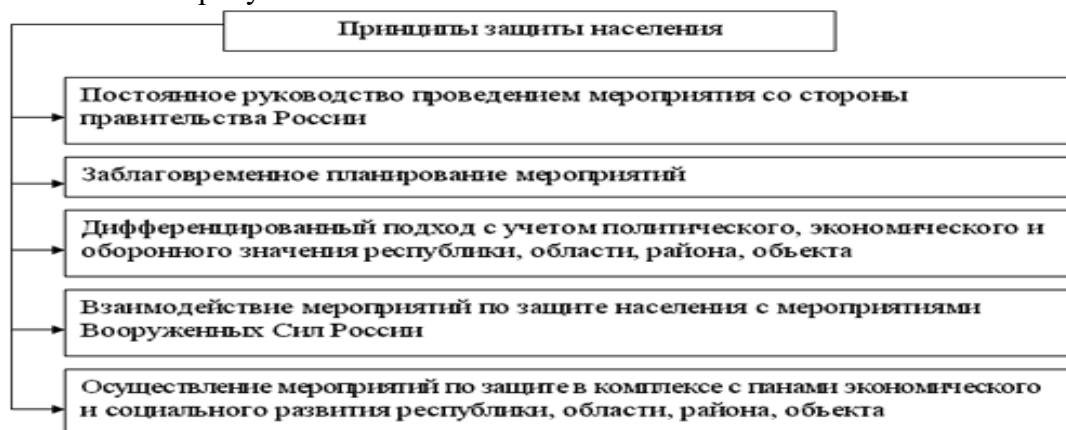 Принципы защиты населения
Постоянное руководство проведением мероприятия со стороны
правительства России
Заблаговременное планирование мероприятий
Дифференцированный подход с учетом политического, экономического и
оборонного значения республики, области, района, объекта
Взаимодействие мероприятий по защите населения с мероприятиями
Вооруженных Сил России
Осуществление мероприятий по защите в комплексе с панами экономического
и социального развития республики, области, района, объекта